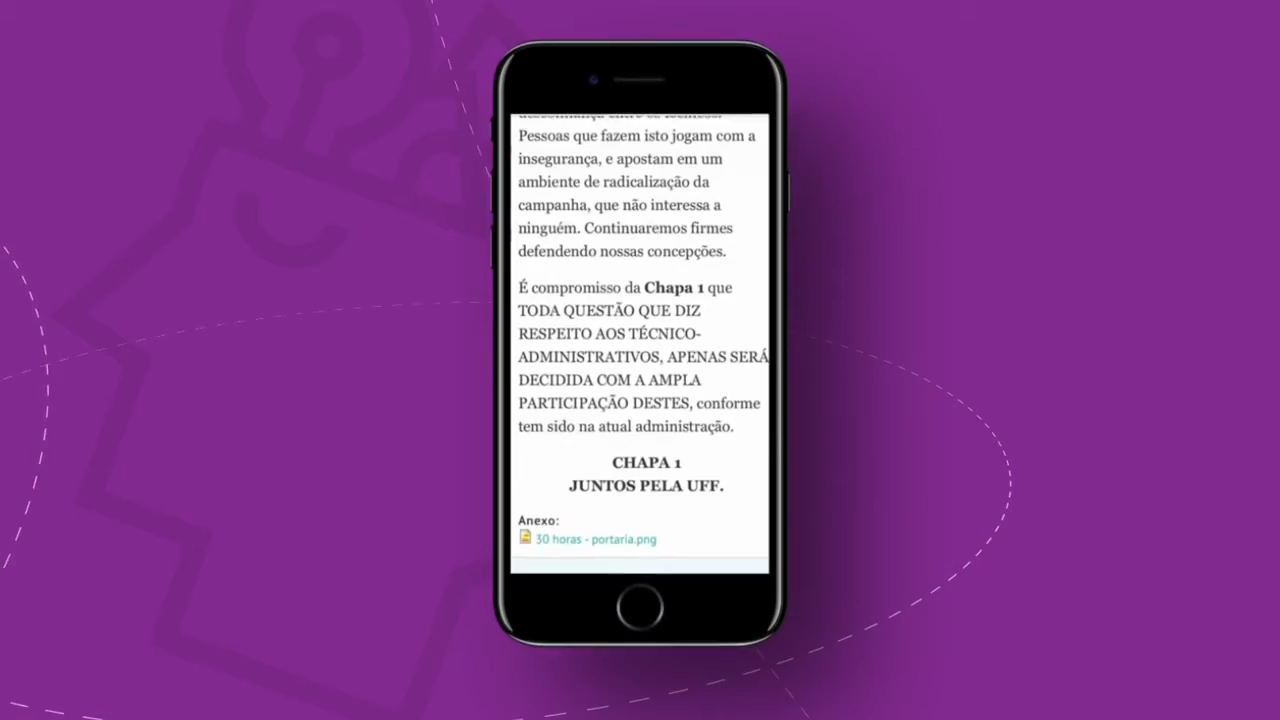 Pessoas que fazem isto jogam com a
insegurança, e apostam em um
ambiente de radicalização da
campanha, que não interessa a
ninguém. Continuaremos firmes
defendendo nossas concepções.
É compromisso da Chapa 1 que
TODA QUESTÃO QUE DIZ
RESPEITO AOS TÉCNICO-
ADMINISTRATIVOS, APENAS SERÁ
DECIDIDA COM A AMPLA
PARTICIPAÇÃO DESTES, conforme
tem sido na atual administração.
CHAPA 1
JUNTOS PELA UFF.
Anexo:
30 horas - portaria.png